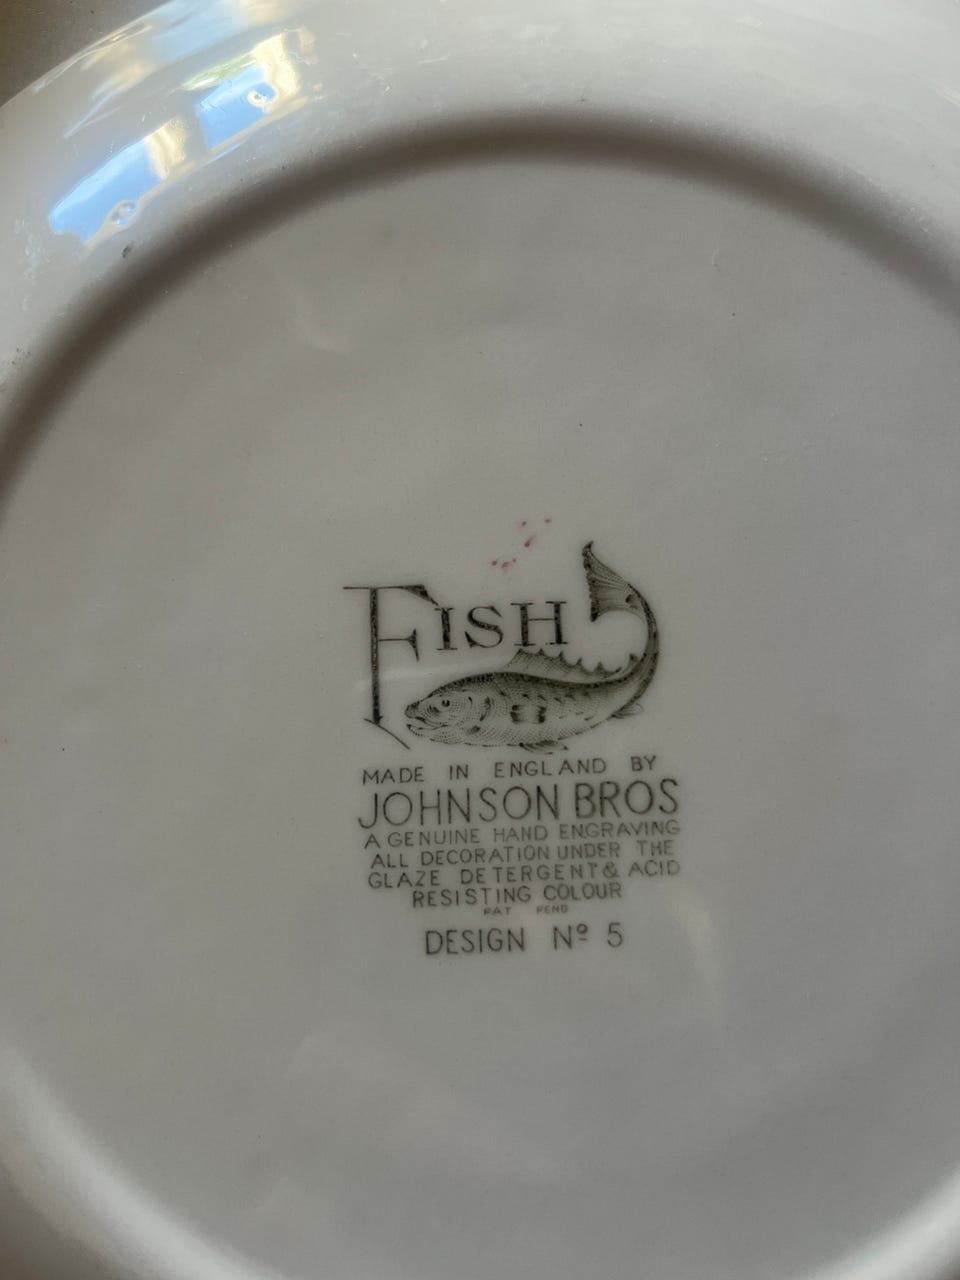 FISH
MADE IN ENGLAND BY
JOHNSON BROS
A GENUINE HAND ENGRAVING
ALL DECORATION UNDER THE
GLAZE DETERGENT & ACID
RESISTING COLOUR
PAT PEND
DESIGN Nº 5